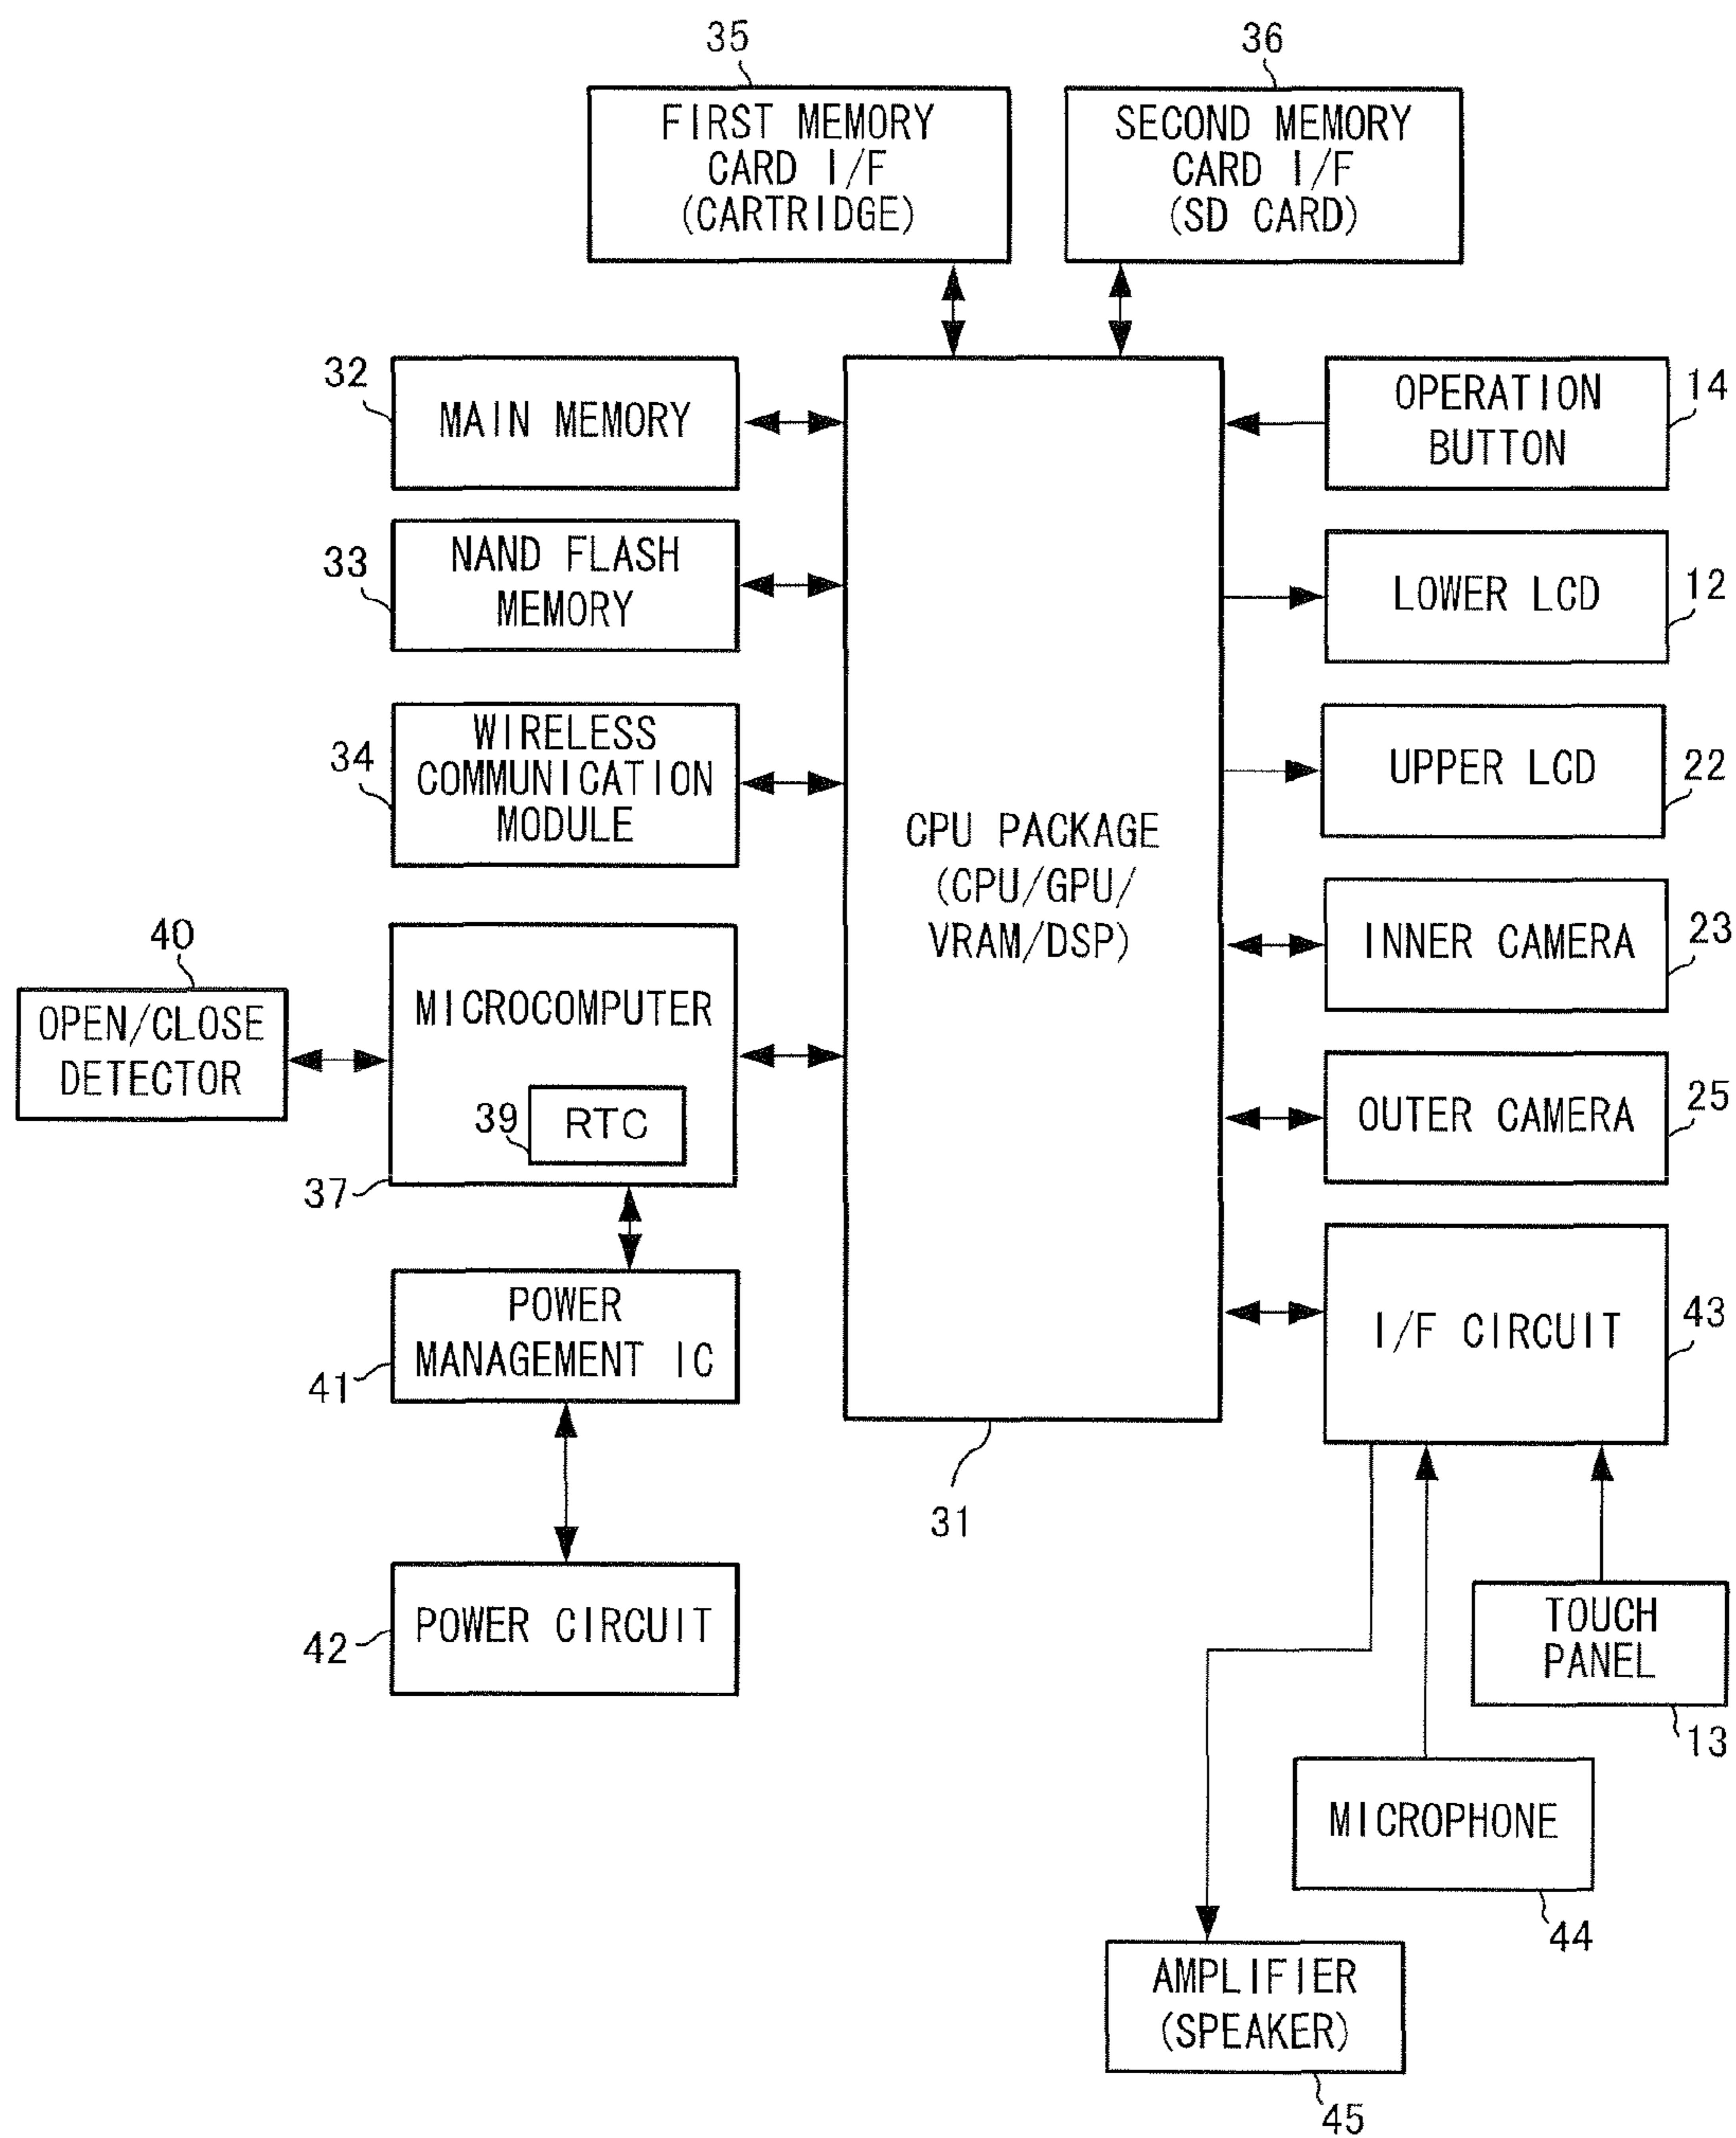 35
FIRST MEMORY
CARD I/F
(CARTRIDGE)
36
SECOND MEMORY
CARD I/F
(SD CARD)
32
MAIN MEMORY
33
NAND FLASH
MEMORY
34
WIRELESS
COMMUNICATION
MODULE
40
OPEN/CLOSE
DETECTOR
MICROCOMPUTER
39
RTC
37
POWER
MANAGEMENT IC
41
POWER CIRCUIT
42
CPU PACKAGE
(CPU/GPU/
VRAM/DSP)
31
OPERATION
BUTTON
14
LOWER LCD
12
UPPER LCD
22
INNER CAMERA
23
OUTER CAMERA
25
I/F CIRCUIT
43
TOUCH
PANEL
13
MICROPHONE
44
AMPLIFIER
(SPEAKER)
45